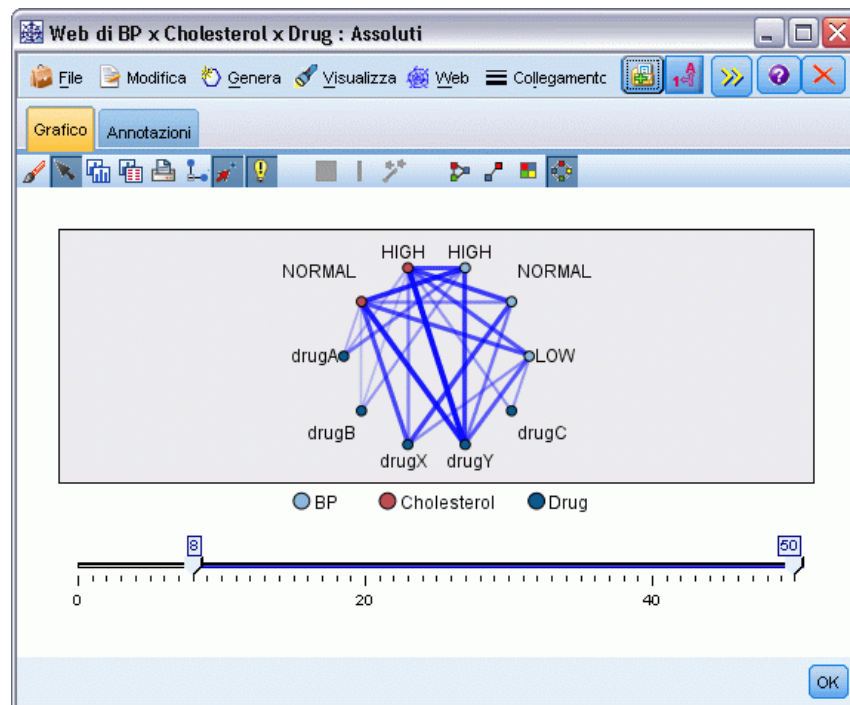 Web di BP x Cholesterol x Drug : Assoluti
File Modifica Genera Visualizza Web Collegamentc
Grafico Annotazioni
HIGH HIGH
NORMAL NORMAL
drugA LOW
drugB drugC
drugX drugY
BP Cholesterol Drug
8 50
0 20 40
OK